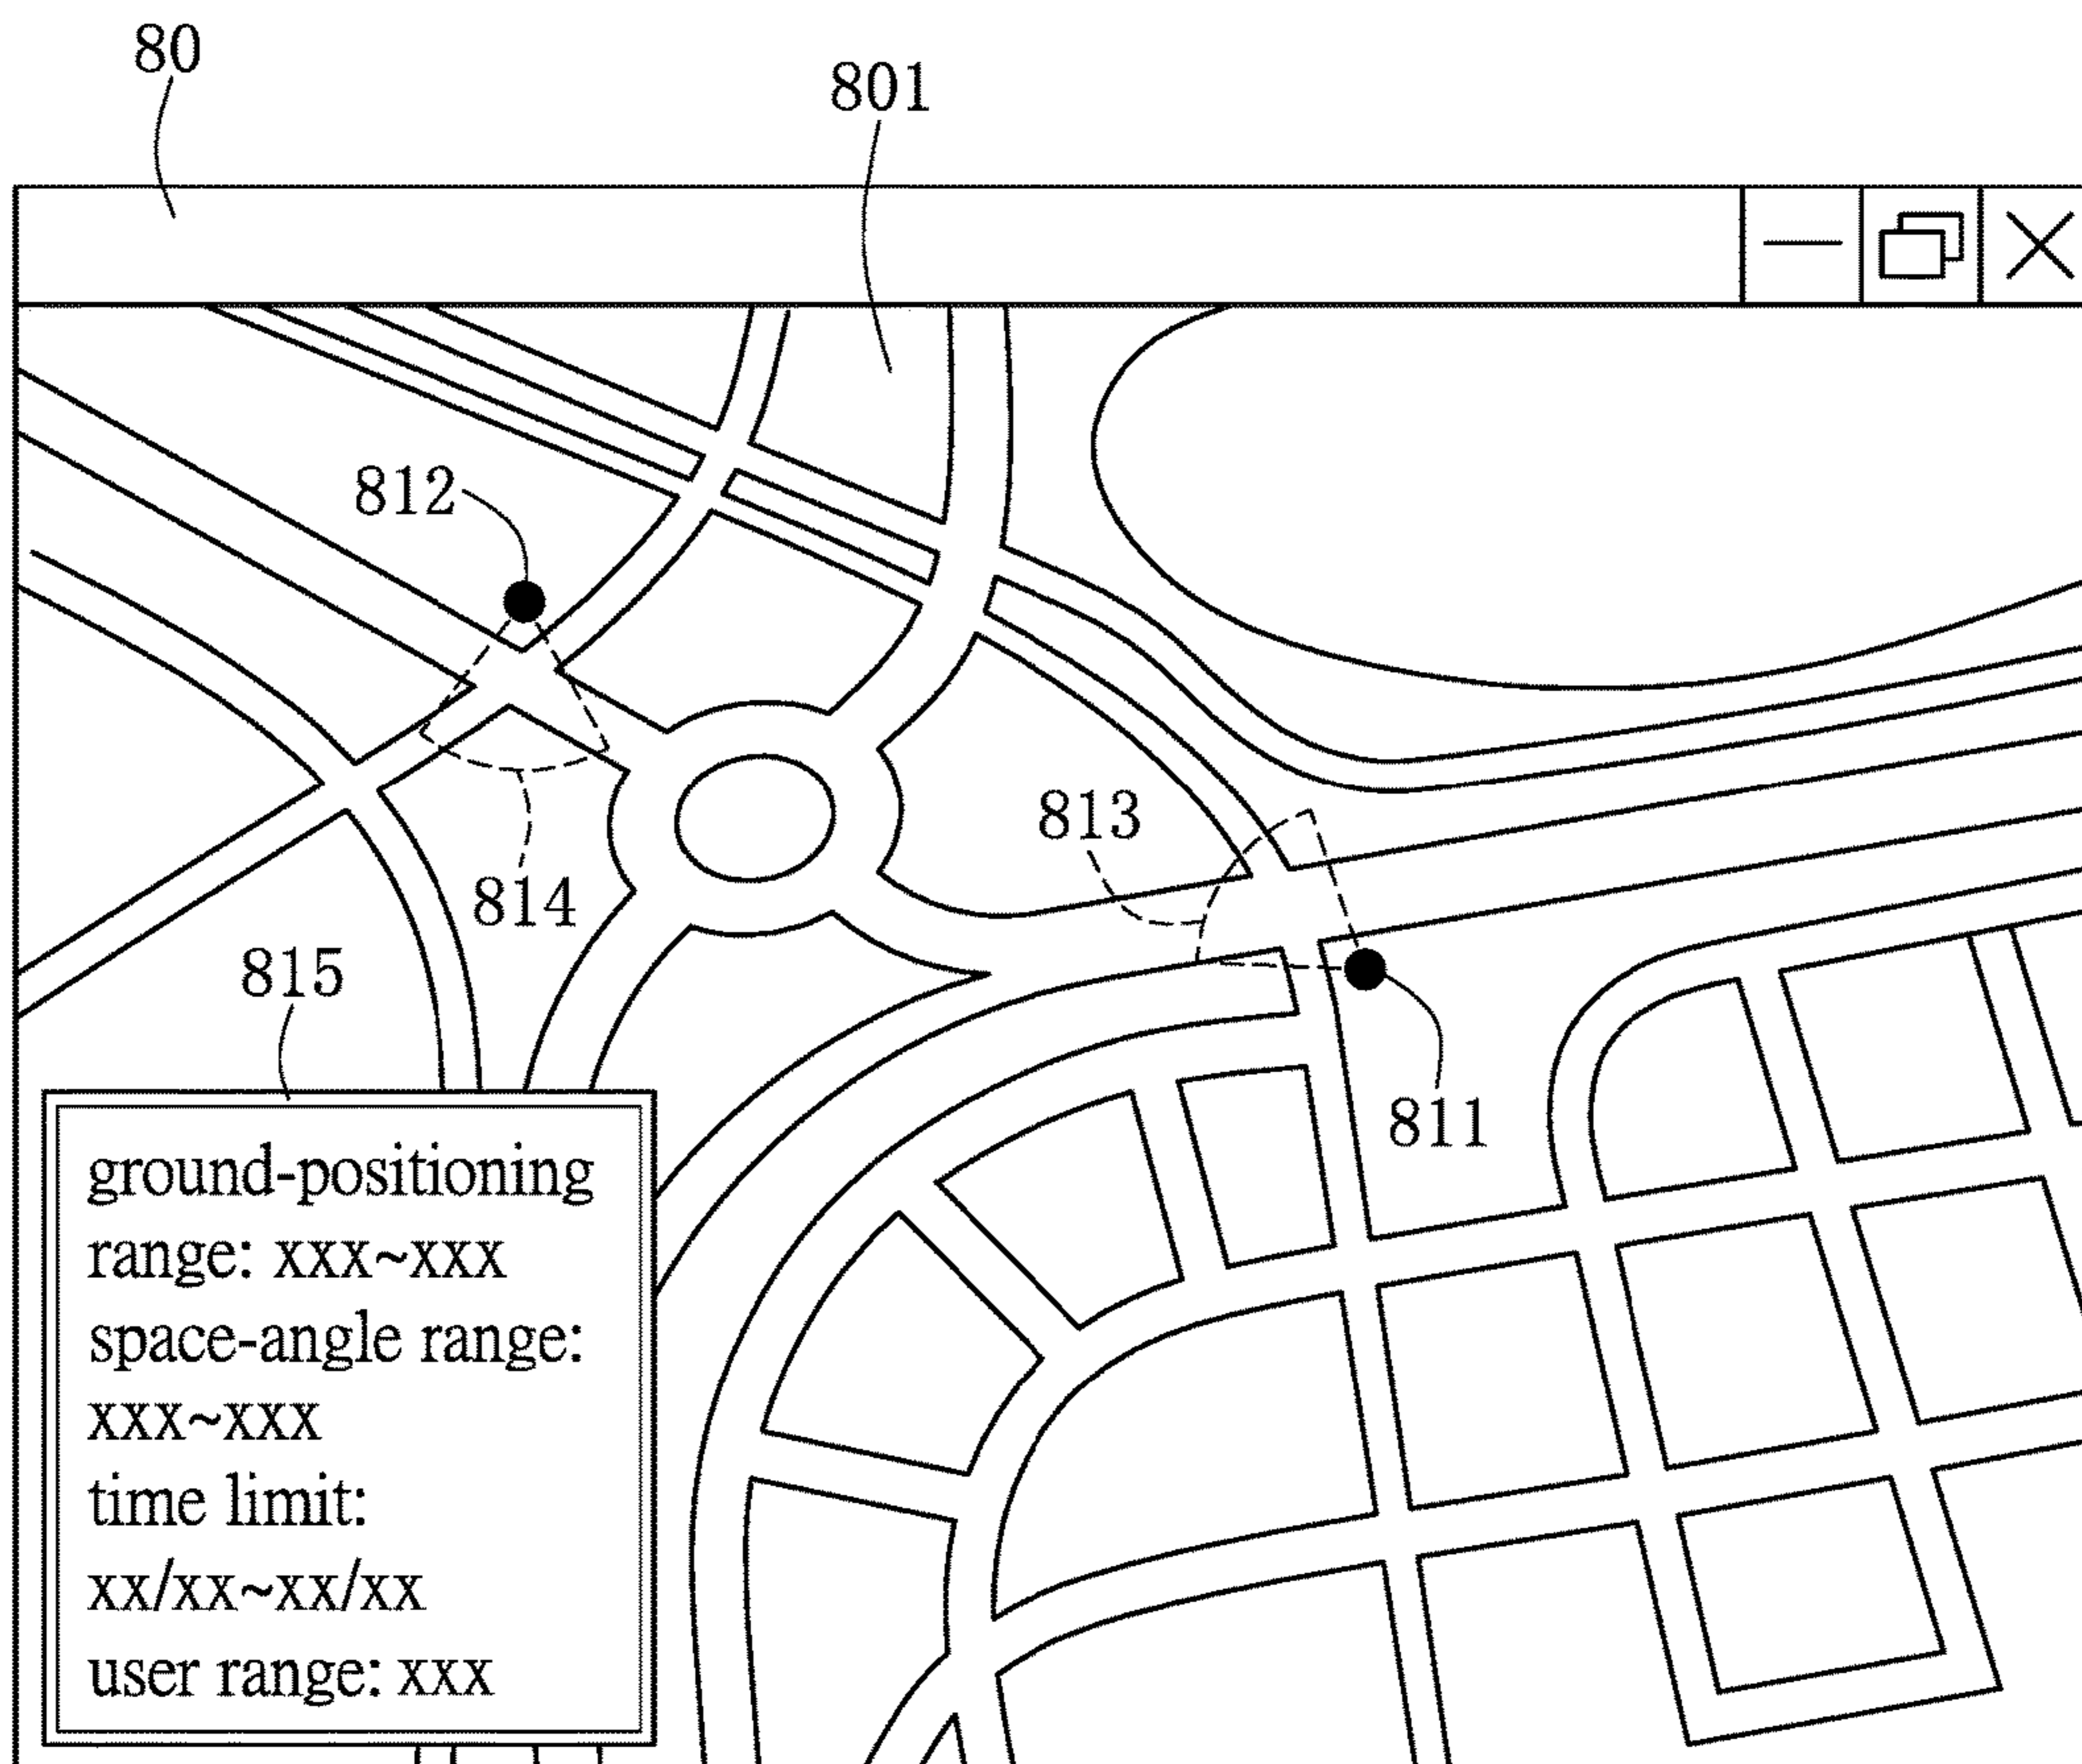 80
801
812
813
814
815
811
ground-positioning
range: xxx~xxx
space-angle range:
xxx~xxx
time limit:
xx/xx~xx/xx
user range: xxx